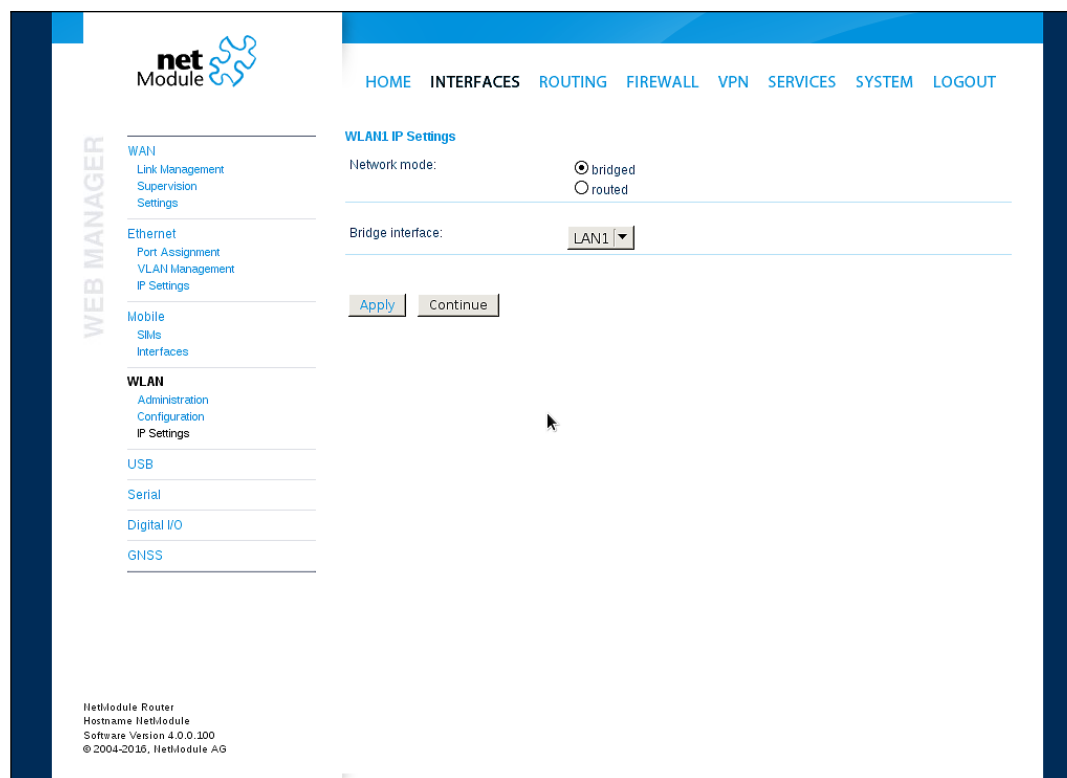 net
Module
HOME INTERFACES ROUTING FIREWALL VPN SERVICES SYSTEM LOGOUT
WEB MANAGER
WAN
Link Management
Supervision
Settings
Ethernet
Port Assignment
VLAN Management
IP Settings
Mobile
SIMs
Interfaces
WLAN
Administration
Configuration
IP Settings
USB
Serial
Digital I/O
GNSS
WLAN1 IP Settings
Network mode:
bridged
routed
Bridge interface:
LAN1
Apply Continue
NetModule Router
Hostname NetModule
Software Version 4.0.0.100
© 2004-2016, NetModule AG